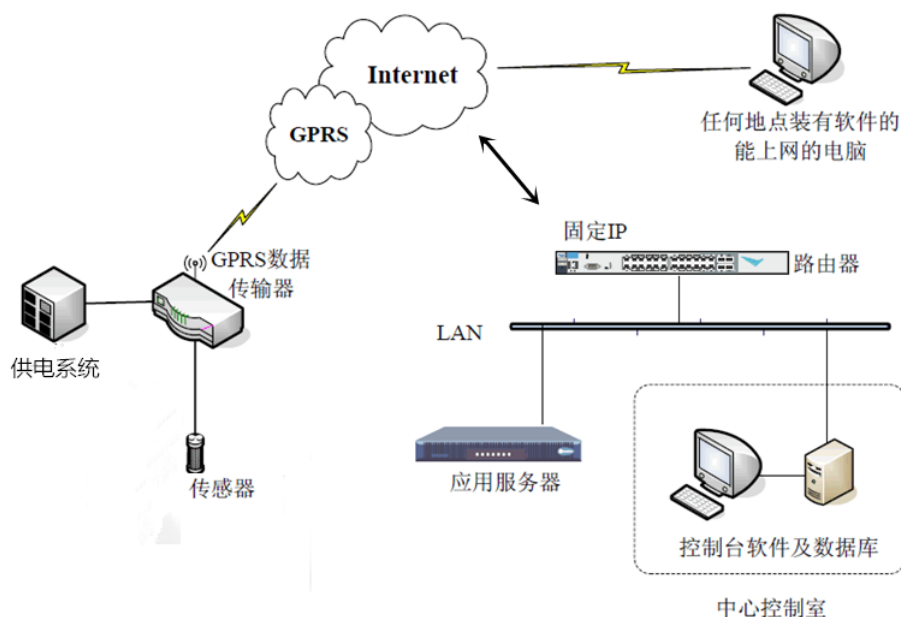 Internet
GPRS
任何地点装有软件的
能上网的电脑
固定IP
路由器
GPRS数据
传输器
LAN
供电系统
应用服务器
传感器
控制台软件及数据库
中心控制室